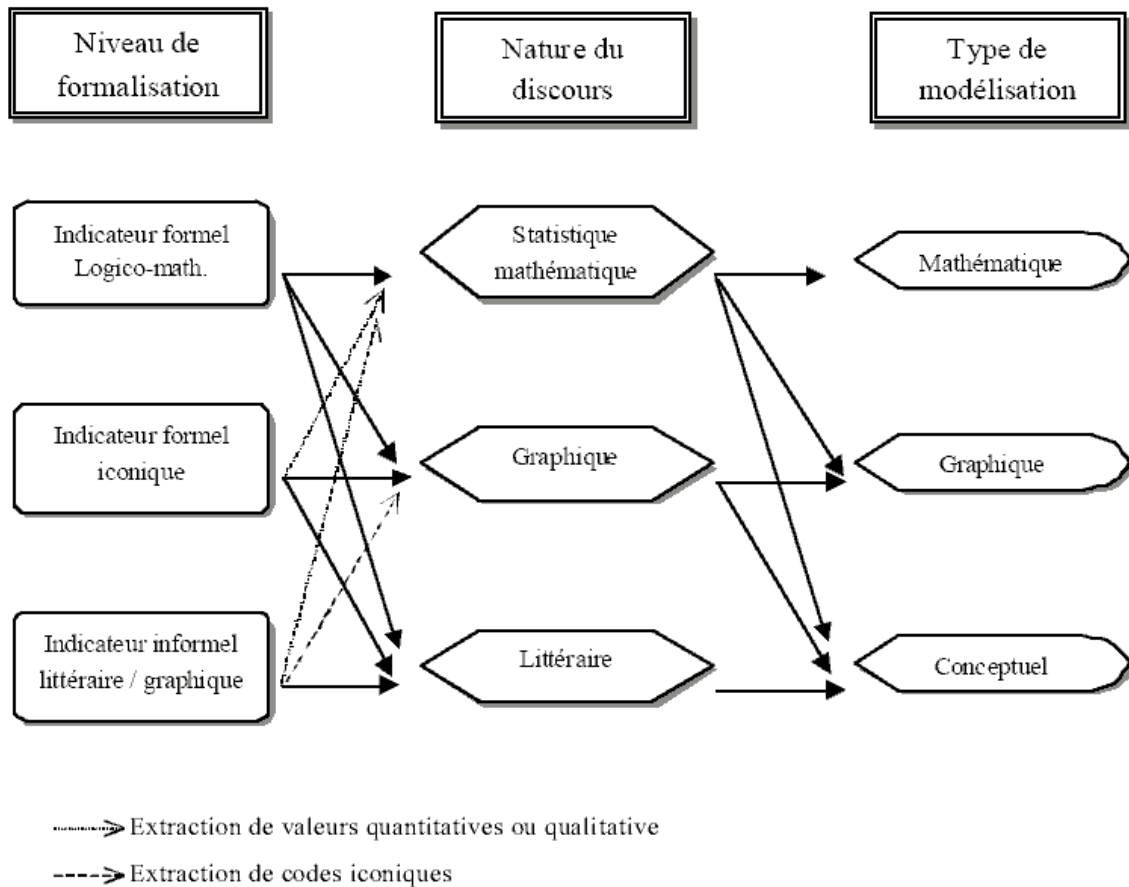 Niveau de
formalisation
Nature du
discours
Type de
modélisation
Indicateur formel
Logico-math.
Statistique
mathématique
Mathématique
Indicateur formel
iconique
Graphique
Graphique
Indicateur informel
littéraire / graphique
Littéraire
Conceptuel
Extraction de valeurs quantitatives ou qualitative
Extraction de codes iconiques